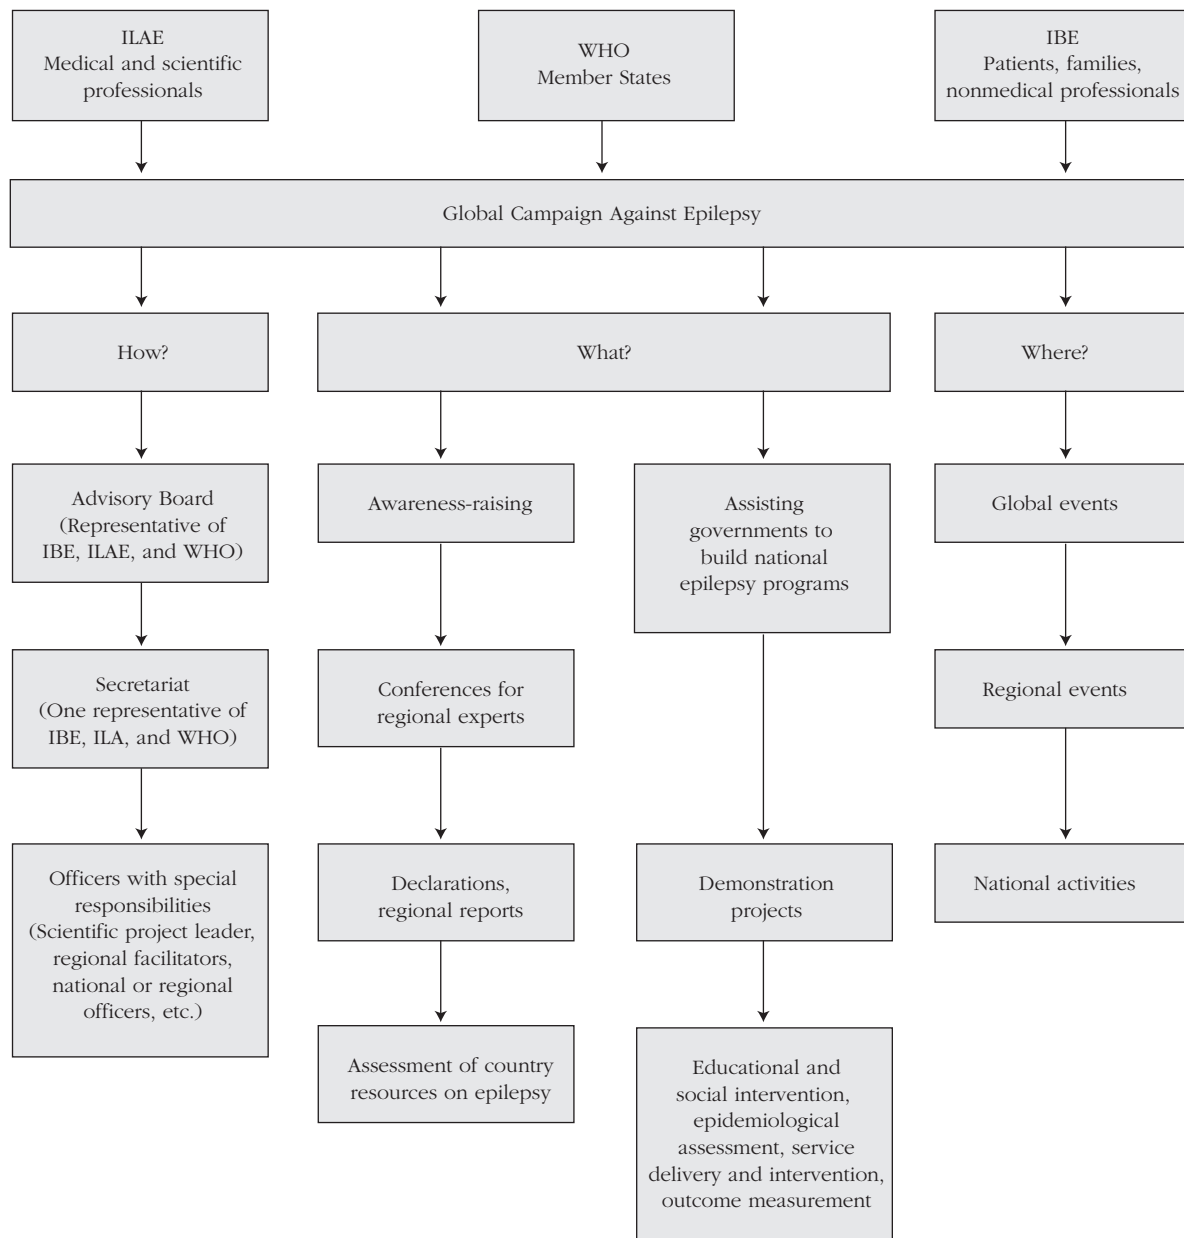 ILAE
Medical and scientific
professionals
WHO
Member States
IBE
Patients, families,
nonmedical professionals
Global Campaign Against Epilepsy
How?
What?
Where?
Advisory Board
(Representative of
IBE, ILAE, and WHO)
Awareness-raising
Assisting
governments to
build national
epilepsy programs
Global events
Secretariat
(One representative of
IBE, ILA, and WHO)
Conferences for
regional experts
Regional events
Officers with special
responsibilities
(Scientific project leader,
regional facilitators,
national or regional
officers, etc.)
Declarations,
regional reports
Demonstration
projects
National activities
Assessment of country
resources on epilepsy
Educational and
social intervention,
epidemiological
assessment, service
delivery and intervention,
outcome measurement